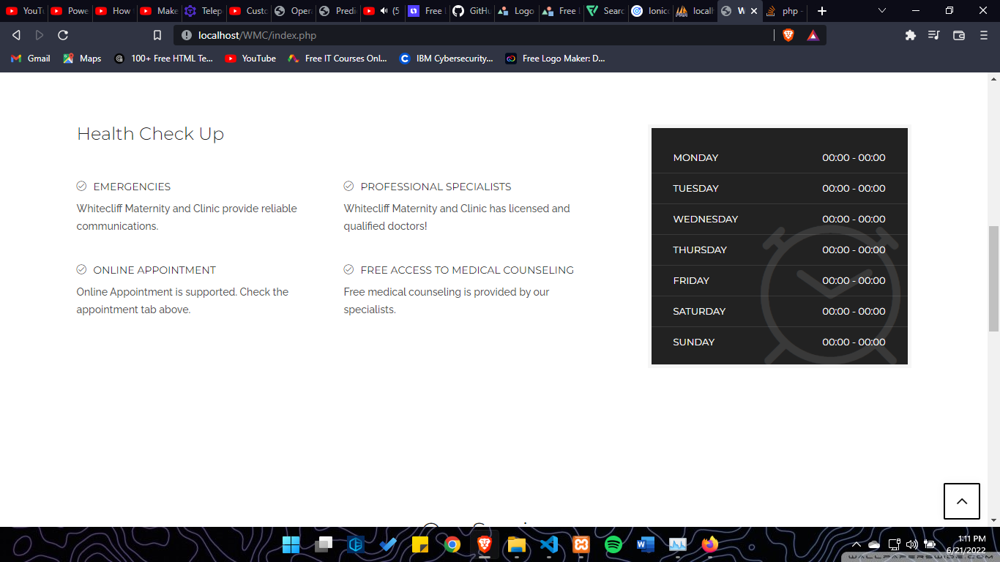 YouTu
Powe
How
Make
Telep
Custo
Oper
Predi
(5
Free
GitHu
Logo
Free
Searc
Ionico
localh
W
php -
localhost/WMC/index.php
Gmail
Maps
100+ Free HTML Te...
YouTube
Free IT Courses Onl...
IBM Cybersecurity...
Free Logo Maker: D...
Health Check Up
EMERGENCIES
Whitecliff Maternity and Clinic provide reliable
communications.
PROFESSIONAL SPECIALISTS
Whitecliff Maternity and Clinic has licensed and
qualified doctors!
ONLINE APPOINTMENT
Online Appointment is supported. Check the
appointment tab above.
FREE ACCESS TO MEDICAL COUNSELING
Free medical counseling is provided by our
specialists.
MONDAY 00:00 - 00:00
TUESDAY 00:00 - 00:00
WEDNESDAY 00:00 - 00:00
THURSDAY 00:00 - 00:00
FRIDAY 00:00 - 00:00
SATURDAY 00:00 - 00:00
SUNDAY 00:00 - 00:00
1:11 PM
6/21/2022
WALLPAPERSWIDE.COM